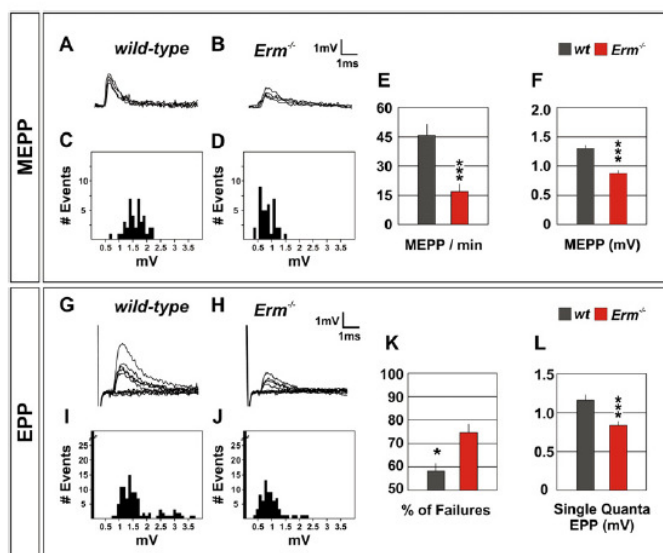 MEPP
A wild-type B Erm-/- 1mV 1ms
wt Erm-/-
E F
60 45 30 15 0
***
MEPP / min
2.0 1.5 1.0 0.5 0
***
MEPP (mV)
C D
# Events 10 5
0.5 1 1.5 2 2.5 3 3.5
mV
# Events 10 5
0.5 1 1.5 2 2.5 3 3.5
mV
EPP
G wild-type H Erm-/- 1mV 1ms
wt Erm-/-
K L
100 90 80 70 60 50
*
% of Failures
1.5 1.0 0.5 0
***
Single Quanta
EPP (mV)
I J
# Events 25 20 15 10 5
0.5 1 1.5 2 2.5 3 3.5
mV
# Events 25 20 15 10 5
0.5 1 1.5 2 2.5 3 3.5
mV